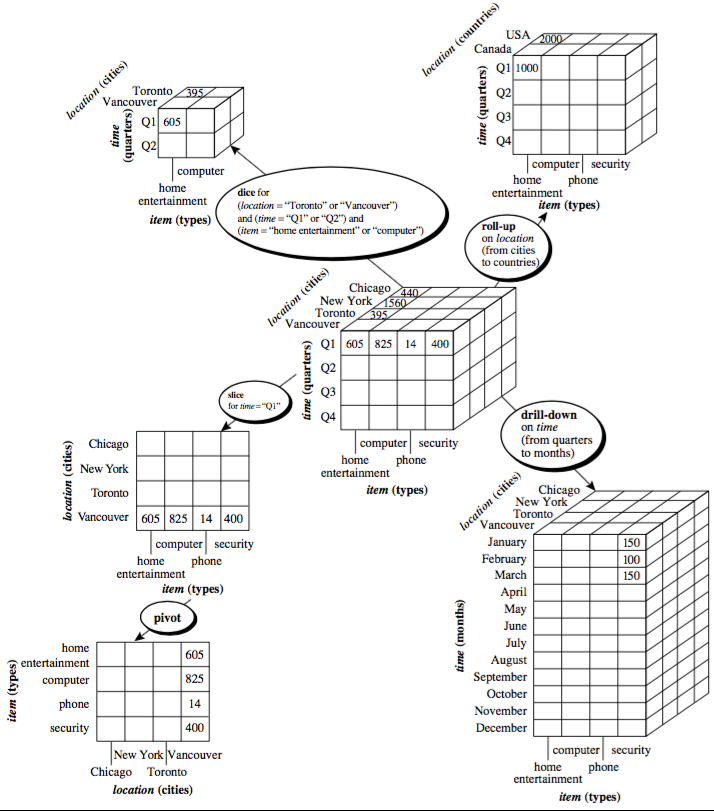 location (cities)
Toronto 395
Vancouver
time (quarters)
Q1 605
Q2
computer
home
entertainment
item (types)
location (countries)
USA 2000
Canada
time (quarters)
Q1 1000
Q2
Q3
Q4
computer security
home phone
entertainment
item (types)
dice for
(location = “Toronto” or “Vancouver”)
and (time = “Q1” or “Q2”) and
(item = “home entertainment” or “computer”)
roll-up
on location
(from cities
to countries)
location (cities)
Chicago 440
New York 1560
Toronto 395
Vancouver
time (quarters)
Q1 605 825 14 400
Q2
Q3
Q4
computer security
home phone
entertainment
item (types)
slice
for time = “Q1”
drill-down
on time
(from quarters
to months)
location (cities)
Chicago
New York
Toronto
Vancouver 605 825 14 400
computer security
home phone
entertainment
item (types)
pivot
item (types)
home
entertainment 605
computer 825
phone 14
security 400
New York Vancouver
Chicago Toronto
location (cities)
location (cities)
Chicago
New York
Toronto
Vancouver
time (months)
January 150
February 100
March 150
April
May
June
July
August
September
October
November
December
computer security
home phone
entertainment
item (types)